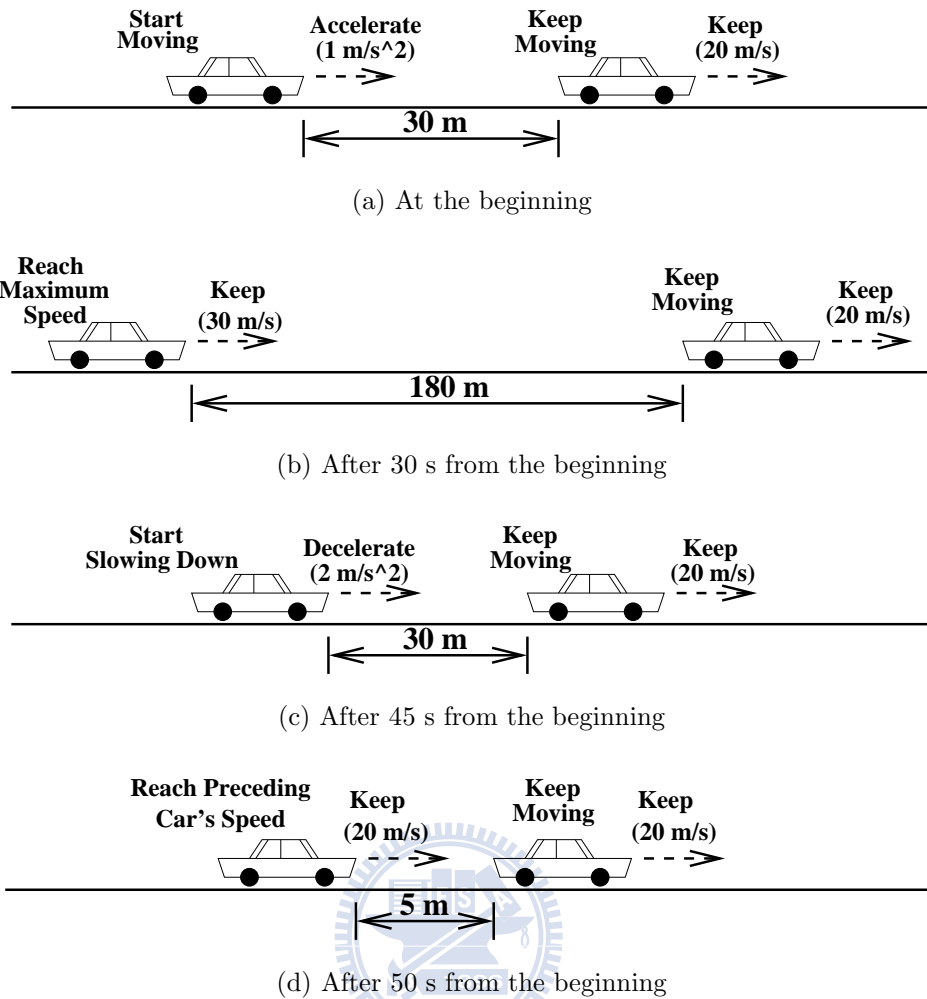 Start
Moving
Accelerate
(1 m/s^2)
Keep
Moving
Keep
(20 m/s)
30 m
(a) At the beginning
Reach
Maximum
Speed
Keep
(30 m/s)
Keep
Moving
Keep
(20 m/s)
180 m
(b) After 30 s from the beginning
Start
Slowing Down
Decelerate
(2 m/s^2)
Keep
Moving
Keep
(20 m/s)
30 m
(c) After 45 s from the beginning
Reach Preceding
Car's Speed
Keep
(20 m/s)
Keep
Moving
Keep
(20 m/s)
5 m
(d) After 50 s from the beginning